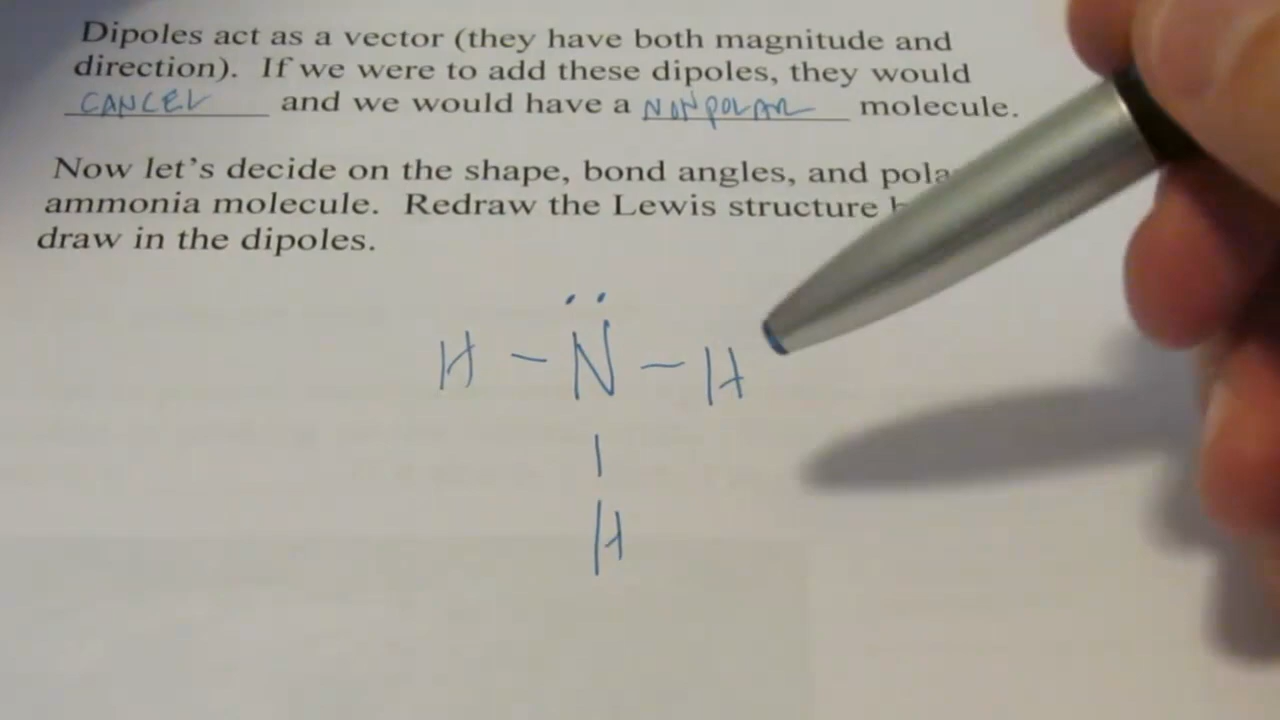 Dipoles act as a vector (they have both magnitude and
direction). If we were to add these dipoles, they would
CANCEL and we would have a NONPOLAR molecule.
Now let's decide on the shape, bond angles, and
ammonia molecule. Redraw the Lewis structure
draw in the dipoles.
H - N̈ - H
|
H